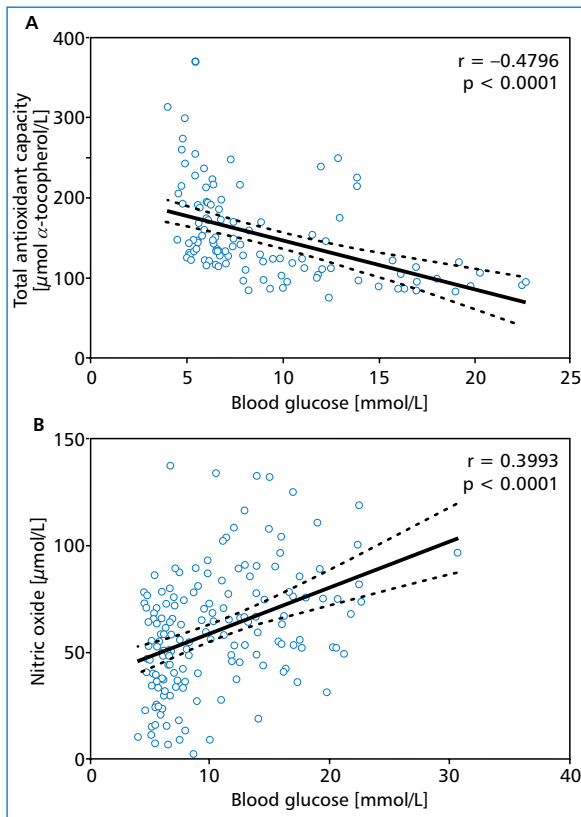 A
400
300
200
100
0
Total antioxidant capacity
[μmol α-tocopherol/L]
r = –0.4796
p < 0.0001
0 5 10 15 20 25
Blood glucose [mmol/L]
B
150
100
50
0
Nitric oxide [μmol/L]
r = 0.3993
p < 0.0001
0 10 20 30 40
Blood glucose [mmol/L]